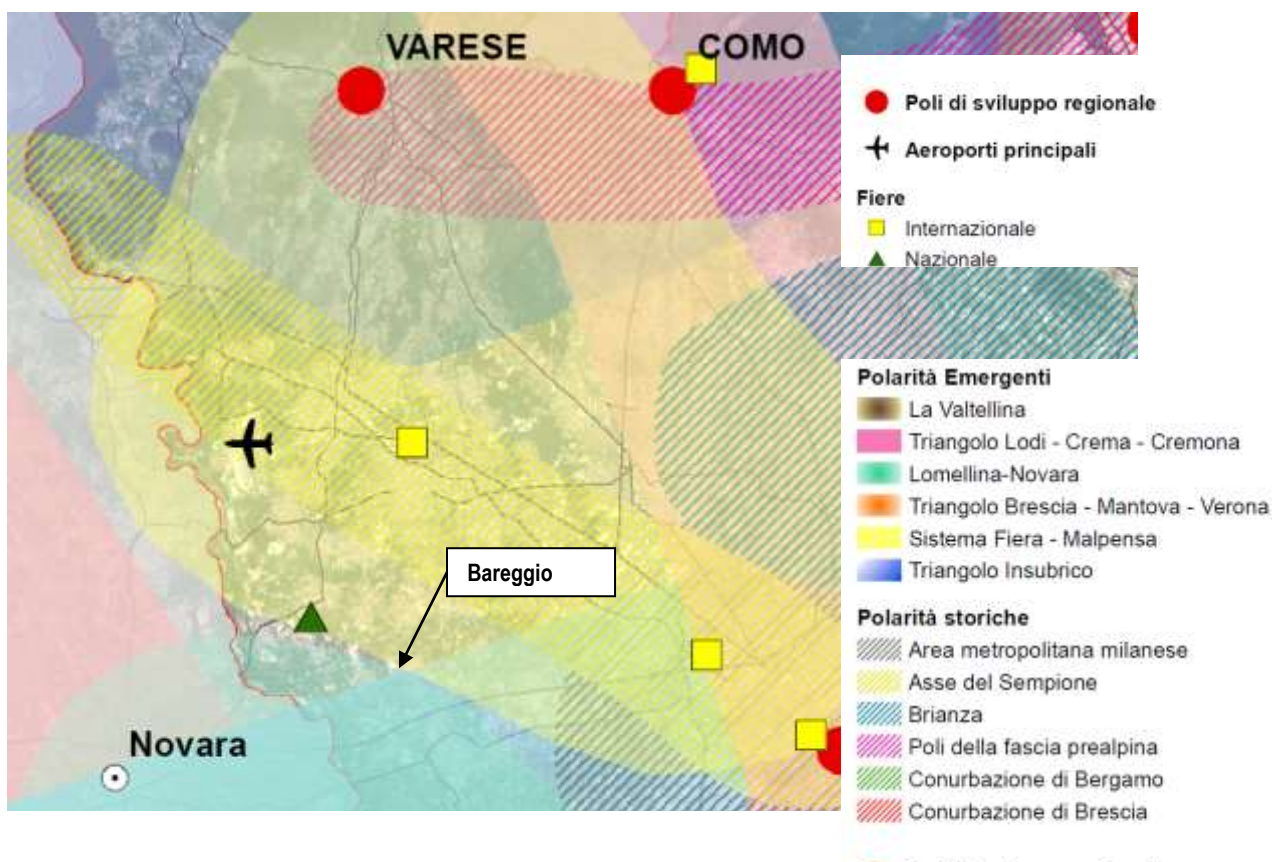 VARESE
COMO
Bareggio
Novara
Poli di sviluppo regionale
Aeroporti principali
Fiere
Internazionale
Nazionale
Polarità Emergenti
La Valtellina
Triangolo Lodi - Crema - Cremona
Lomellina-Novara
Triangolo Brescia - Mantova - Verona
Sistema Fiera - Malpensa
Triangolo Insubrico
Polarità storiche
Area metropolitana milanese
Asse del Sempione
Brianza
Poli della fascia prealpina
Conurbazione di Bergamo
Conurbazione di Brescia